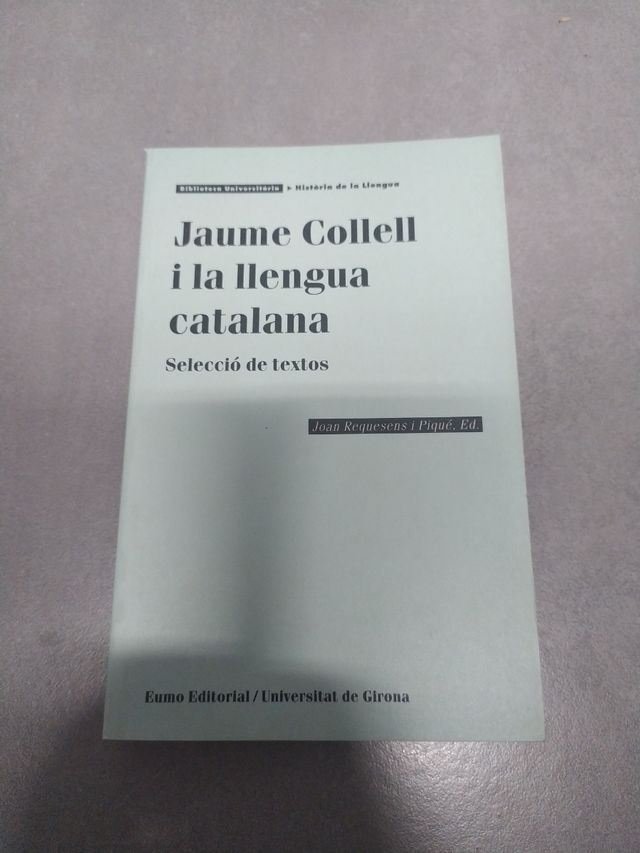 Biblioteca Universitària ▸ Història de la Llengua
Jaume Collell
i la llengua
catalana
Selecció de textos
Joan Requesens i Piqué, Ed.
Eumo Editorial / Universitat de Girona